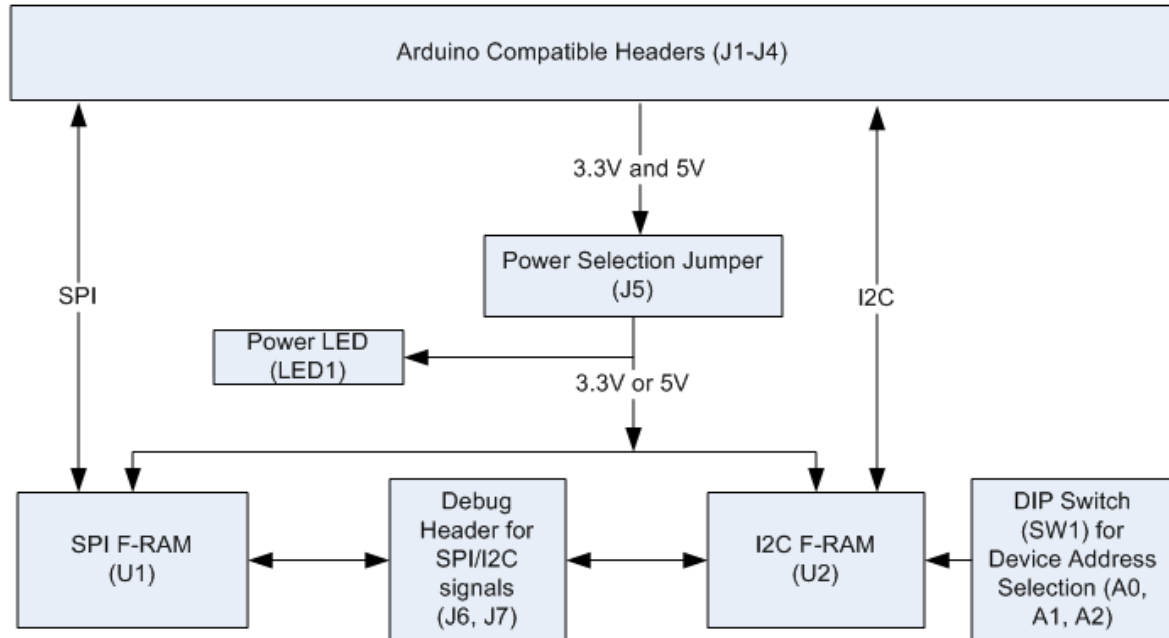 Arduino Compatible Headers (J1-J4)
3.3V and 5V
Power Selection Jumper
(J5)
SPI
I2C
Power LED
(LED1)
3.3V or 5V
SPI F-RAM
(U1)
Debug
Header for
SPI/I2C
signals
(J6, J7)
I2C F-RAM
(U2)
DIP Switch
(SW1) for
Device Address
Selection (A0,
A1, A2)